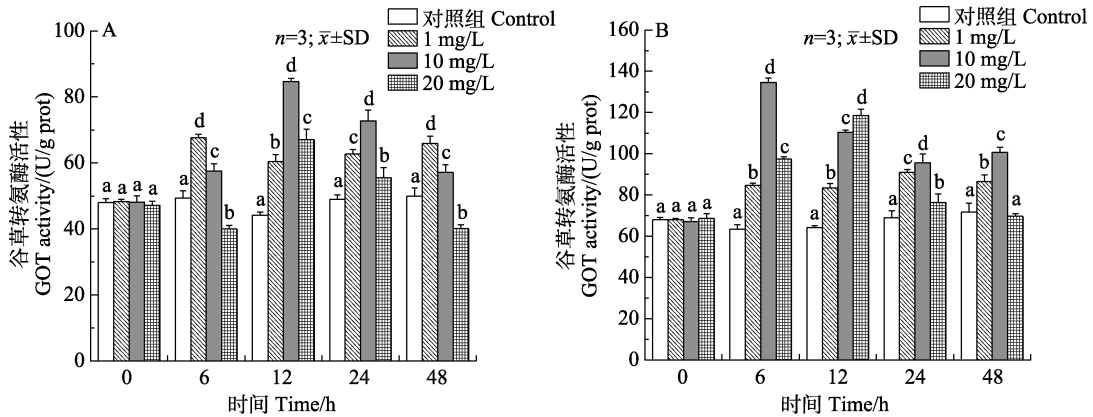 A
n=3; x̅±SD
对照组 Control
1 mg/L
10 mg/L
20 mg/L
谷草转氨酶活性
GOT activity/(U/g prot)
100
80
60
40
20
0
a a a a
a d c b
a b d c
a c d b
a d c b
0 6 12 24 48
时间 Time/h
B
n=3; x̅±SD
对照组 Control
1 mg/L
10 mg/L
20 mg/L
谷草转氨酶活性
GOT activity/(U/g prot)
160
140
120
100
80
60
40
20
0
a a a a
a b d c
a b c d
a c d b
a b c a
0 6 12 24 48
时间 Time/h